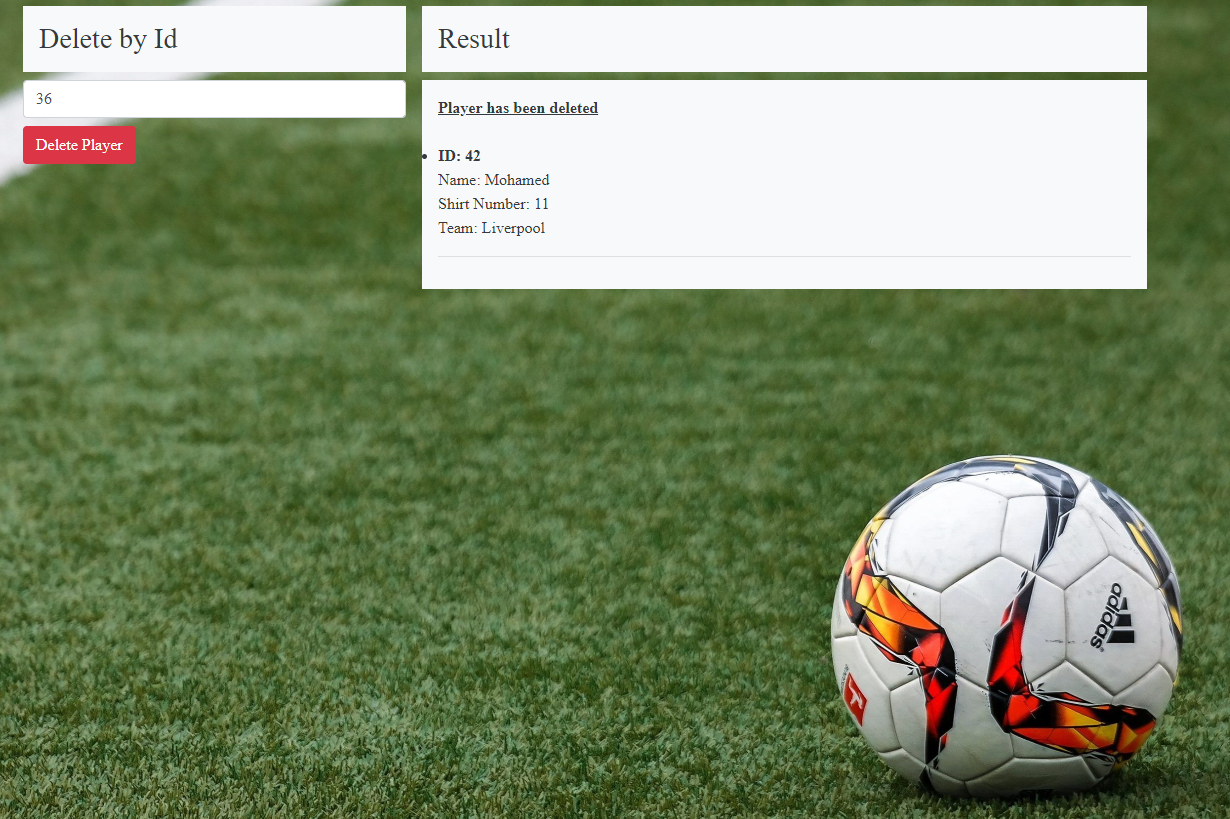 Delete by Id
36
Delete Player
Result
Player has been deleted
ID: 42
Name: Mohamed
Shirt Number: 11
Team: Liverpool
adidas